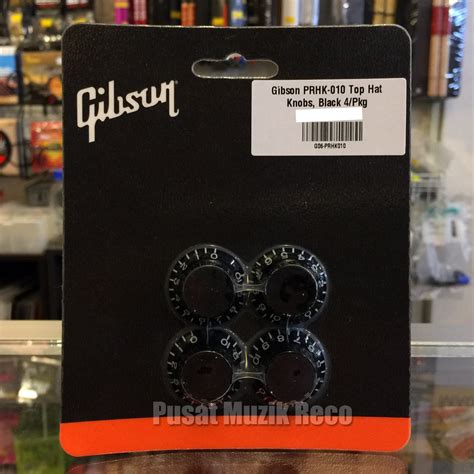 Gibson
Gibson PRHK-010 Top Hat
Knobs, Black 4/Pkg
G06-PRHK010
Pusat Muzik Reco